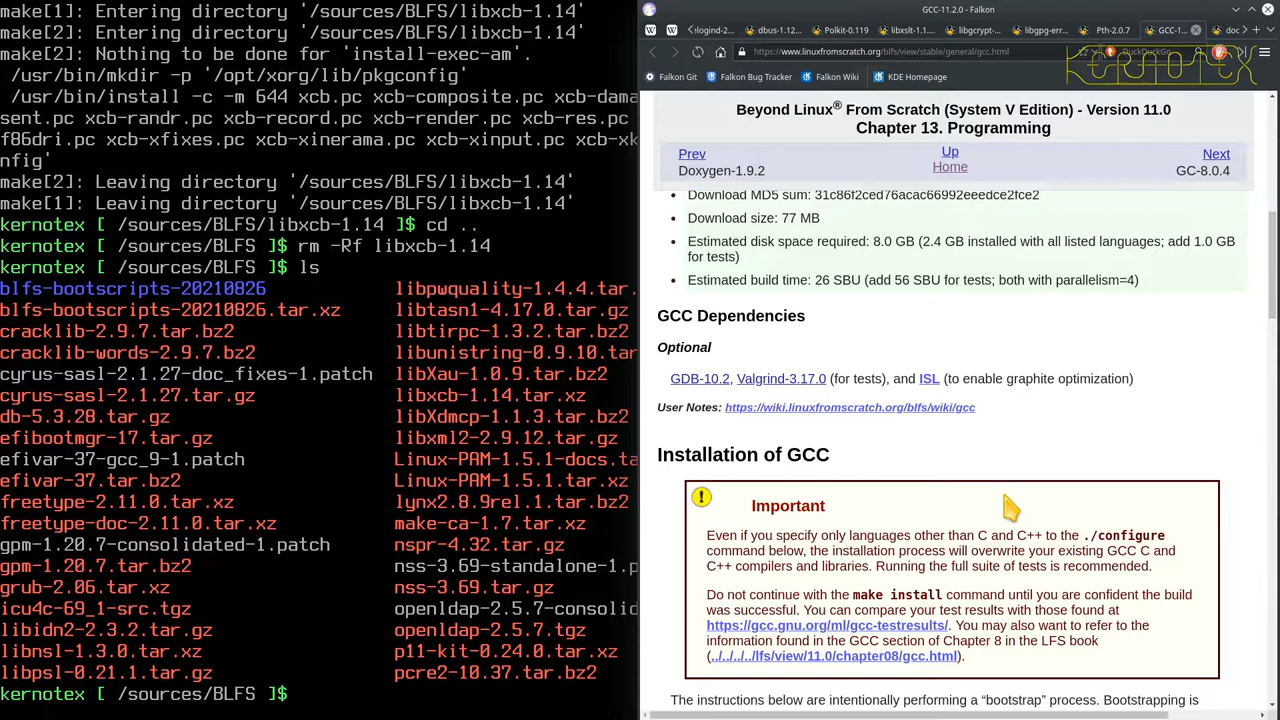 make[1]: Entering directory '/sources/BLFS/libxcb-1.14'
make[2]: Entering directory '/sources/BLFS/libxcb-1.14'
make[2]: Nothing to be done for 'install-exec-am'.
/usr/bin/mkdir -p '/opt/xorg/lib/pkgconfig'
/usr/bin/install -c -m 644 xcb.pc xcb-composite.pc xcb-dama
sent.pc xcb-randr.pc xcb-record.pc xcb-render.pc xcb-res.pc
f86dri.pc xcb-xfixes.pc xcb-xinerama.pc xcb-xinput.pc xcb-xk
nfig'
make[2]: Leaving directory '/sources/BLFS/libxcb-1.14'
make[1]: Leaving directory '/sources/BLFS/libxcb-1.14'
kernotex [ /sources/BLFS/libxcb-1.14 ]$ cd ..
kernotex [ /sources/BLFS ]$ rm -Rf libxcb-1.14
kernotex [ /sources/BLFS ]$ ls
blfs-bootscripts-20210826 libpwquality-1.4.4.tar.
blfs-bootscripts-20210826.tar.xz libtasn1-4.17.0.tar.gz
cracklib-2.9.7.tar.bz2 libtirpc-1.3.2.tar.bz2
cracklib-words-2.9.7.bz2 libunistring-0.9.10.tar
cyrus-sasl-2.1.27-doc_fixes-1.patch libXau-1.0.9.tar.bz2
cyrus-sasl-2.1.27.tar.gz libxcb-1.14.tar.xz
db-5.3.28.tar.gz libXdmcp-1.1.3.tar.bz2
efibootmgr-17.tar.gz libxml2-2.9.12.tar.gz
efivar-37-gcc_9-1.patch Linux-PAM-1.5.1-docs.ta
efivar-37.tar.bz2 Linux-PAM-1.5.1.tar.xz
freetype-2.11.0.tar.xz lynx2.8.9rel.1.tar.bz2
freetype-doc-2.11.0.tar.xz make-ca-1.7.tar.xz
gpm-1.20.7-consolidated-1.patch nspr-4.32.tar.gz
gpm-1.20.7.tar.bz2 nss-3.69-standalone-1.p
grub-2.06.tar.xz nss-3.69.tar.gz
icu4c-69_1-src.tgz openldap-2.5.7-consolid
libidn2-2.3.2.tar.gz openldap-2.5.7.tgz
libnsl-1.3.0.tar.xz p11-kit-0.24.0.tar.xz
libpsl-0.21.1.tar.gz pcre2-10.37.tar.bz2
kernotex [ /sources/BLFS ]$
GCC-11.2.0 - Falkon
logind-2... dbus-1.12 Polkit-0.119 libxslt-1.1... libgcrypt-... libgpg-err... Pth-2.0.7 GCC-1... doc
https://www.linuxfromscratch.org/blfs/view/stable/general/gcc.html DuckDuckGo
KERNOTEX
Falkon Git Falkon Bug Tracker Falkon Wiki KDE Homepage
Beyond Linux® From Scratch (System V Edition) - Version 11.0
Chapter 13. Programming
Prev Up Next
Doxygen-1.9.2 Home GC-8.0.4
• Download MD5 sum: 31c86f2ced76acac66992eeedce2fce2
• Download size: 77 MB
• Estimated disk space required: 8.0 GB (2.4 GB installed with all listed languages; add 1.0 GB
for tests)
• Estimated build time: 26 SBU (add 56 SBU for tests; both with parallelism=4)
GCC Dependencies
Optional
GDB-10.2, Valgrind-3.17.0 (for tests), and ISL (to enable graphite optimization)
User Notes: https://wiki.linuxfromscratch.org/blfs/wiki/gcc
Installation of GCC
Important
Even if you specify only languages other than C and C++ to the ./configure
command below, the installation process will overwrite your existing GCC C and
C++ compilers and libraries. Running the full suite of tests is recommended.
Do not continue with the make install command until you are confident the build
was successful. You can compare your test results with those found at
https://gcc.gnu.org/ml/gcc-testresults/. You may also want to refer to the
information found in the GCC section of Chapter 8 in the LFS book
(../../../../lfs/view/11.0/chapter08/gcc.html).
The instructions below are intentionally performing a “bootstrap” process. Bootstrapping is